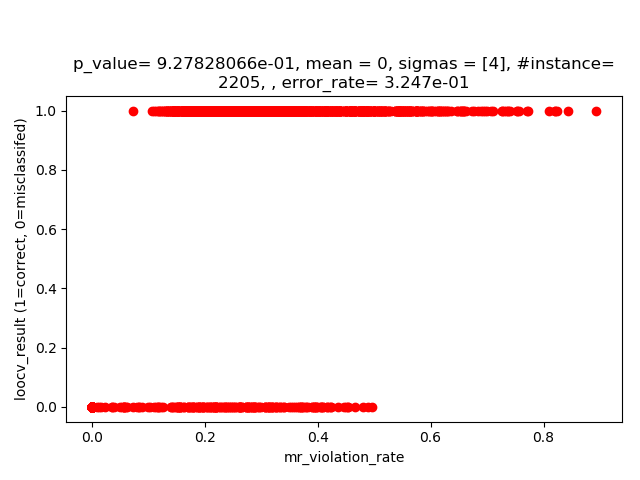 p_value= 9.27828066e-01, mean = 0, sigmas = [4], #instance=
2205, , error_rate= 3.247e-01
1.0
0.8
0.6
0.4
0.2
0.0
loocv_result (1=correct, 0=misclassifed)
0.0 0.2 0.4 0.6 0.8
mr_violation_rate